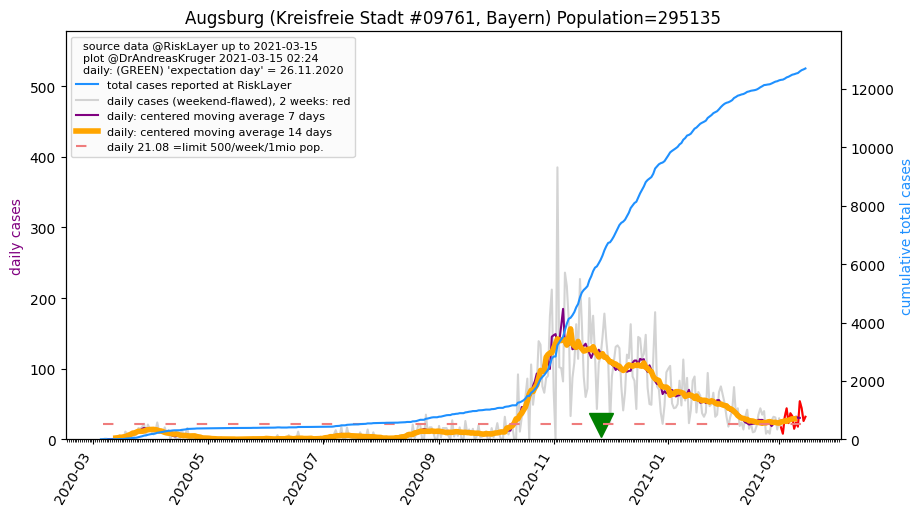 Augsburg (Kreisfreie Stadt #09761, Bayern) Population=295135
source data @RiskLayer up to 2021-03-15
plot @DrAndreasKruger 2021-03-15 02:24
daily: (GREEN) 'expectation day' = 26.11.2020
total cases reported at RiskLayer
daily cases (weekend-flawed), 2 weeks: red
daily: centered moving average 7 days
daily: centered moving average 14 days
daily 21.08 =limit 500/week/1mio pop.
daily cases
500
400
300
200
100
0
cumulative total cases
12000
10000
8000
6000
4000
2000
0
2020-03
2020-05
2020-07
2020-09
2020-11
2021-01
2021-03